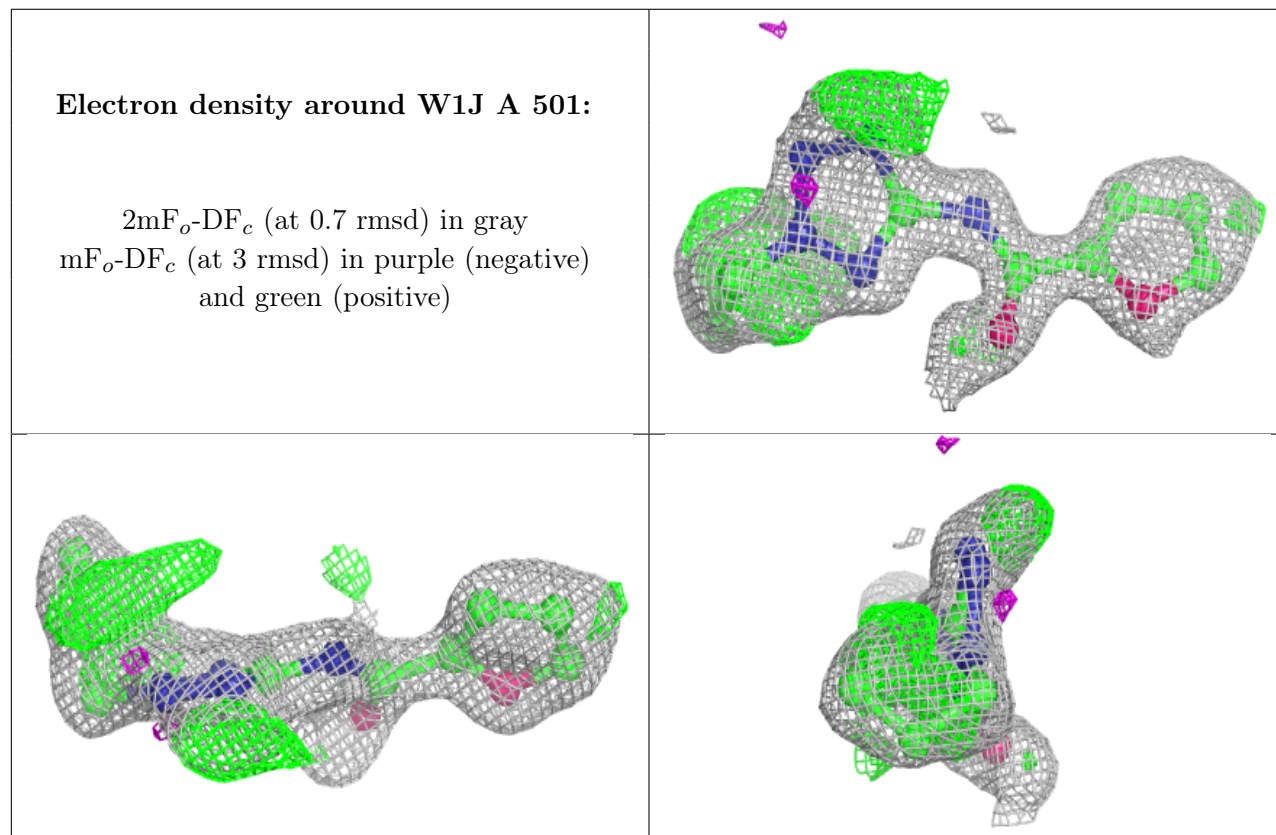 Electron density around W1J A 501:
2mFₒ-DF𝒸 (at 0.7 rmsd) in gray
mFₒ-DF𝒸 (at 3 rmsd) in purple (negative)
and green (positive)